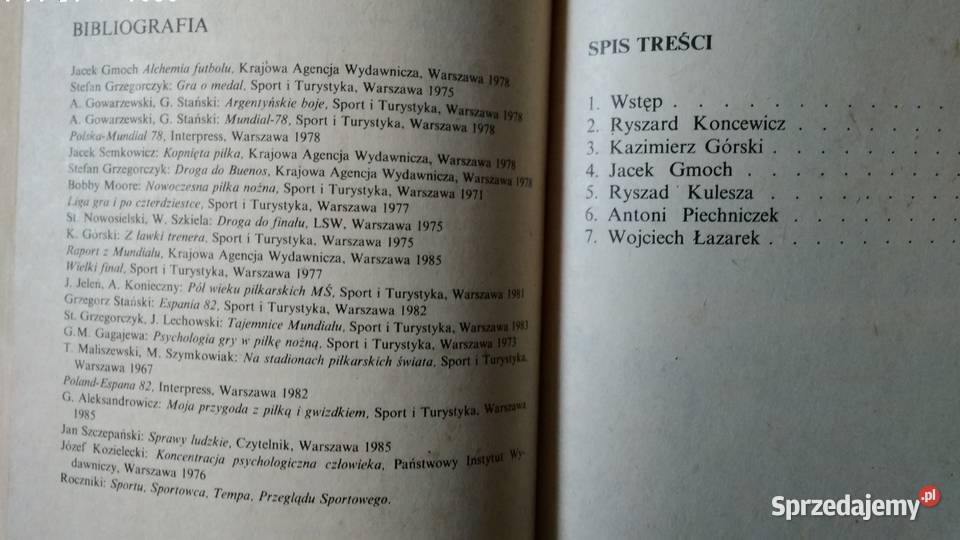 BIBLIOGRAFIA
Jacek Gmoch Alchemia futbolu, Krajowa Agencja Wydawnicza, Warszawa 1978
Stefan Grzegorczyk: Gra o medal, Sport i Turystyka, Warszawa 1975
A. Gowarzewski, G. Stański: Argentyńskie boje, Sport i Turystyka, Warszawa 1978
A. Gowarzewski, G. Stański: Mundial-78, Sport i Turystyka, Warszawa 1978
Polska-Mundial 78, Interpress, Warszawa 1978
Jacek Semkowicz: Kopnięta piłka, Krajowa Agencja Wydawnicza, Warszawa 1978
Stefan Grzegorczyk: Droga do Buenos, Krajowa Agencja Wydawnicza, Warszawa 1978
Bobby Moore: Nowoczesna piłka nożna, Sport i Turystyka, Warszawa 1971
Liga gra i po czterdziestce, Sport i Turystyka, Warszawa 1977
St. Nowosielski, W. Szkiela: Droga do finału, LSW, Warszawa 1975
K. Górski: Z ławki trenera, Sport i Turystyka, Warszawa 1975
Raport z Mundialu, Krajowa Agencja Wydawnicza, Warszawa 1985
Wielki finał, Sport i Turystyka, Warszawa 1977
J. Jeleń, A. Konieczny: Pół wieku piłkarskich MŚ, Sport i Turystyka, Warszawa 1981
Grzegorz Stański: Espania 82, Sport i Turystyka, Warszawa 1982
St. Grzegorczyk, J. Lechowski: Tajemnice Mundialu, Sport i Turystyka, Warszawa 1983
G.M. Gagajewa: Psychologia gry w piłkę nożną, Sport i Turystyka, Warszawa 1973
T. Maliszewski, M. Szymkowiak: Na stadionach piłkarskich świata, Sport i Turystyka,
Warszawa 1967
Poland-Espana 82, Interpress, Warszawa 1982
G. Aleksandrowicz: Moja przygoda z piłką i gwizdkiem, Sport i Turystyka, Warszawa
1985
Jan Szczepański: Sprawy ludzkie, Czytelnik, Warszawa 1985
Józef Kozielecki: Koncentracja psychologiczna człowieka, Państwowy Instytut Wy-
dawniczy, Warszawa 1976
Roczniki: Sportu, Sportowca, Tempa, Przeglądu Sportowego.
SPIS TREŚCI
1. Wstęp . . . . . . . . . . . .
2. Ryszard Koncewicz . . . . . . .
3. Kazimierz Górski . . . . . . . .
4. Jacek Gmoch . . . . . . . . .
5. Ryszad Kulesza . . . . . . . .
6. Antoni Piechniczek . . . . . . .
7. Wojciech Łazarek . . . . . . . .
Sprzedajemy.pl